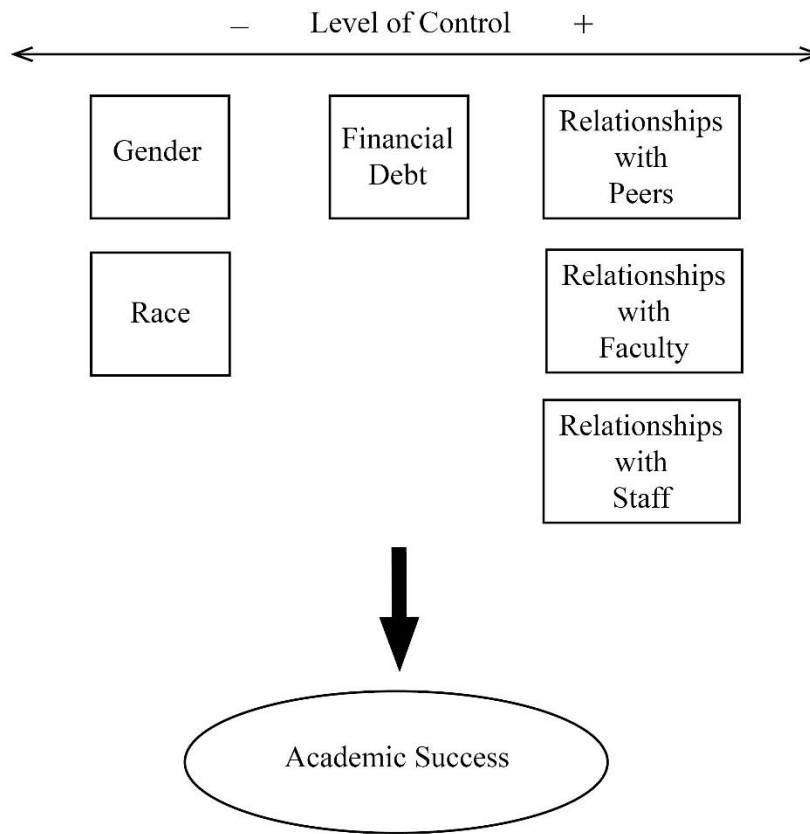 – Level of Control +
Gender
Financial
Debt
Relationships
with
Peers
Race
Relationships
with
Faculty
Relationships
with
Staff
Academic Success